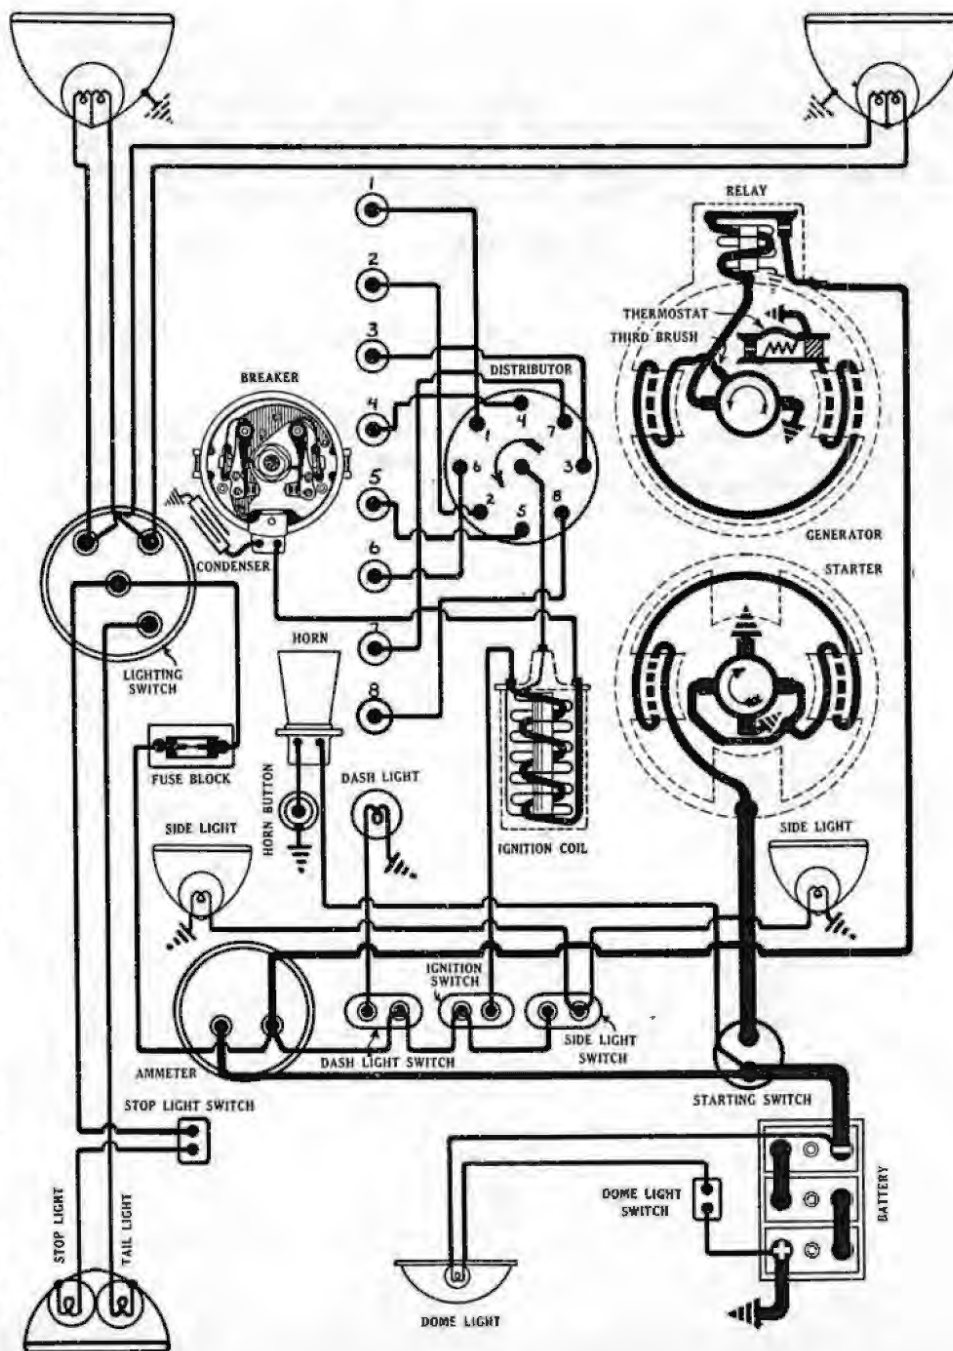 RELAY
1
2
THERMOSTAT
THIRD BRUSH
3
DISTRIBUTOR
BREAKER
4
4
7
1
6
3
2
8
5
5
GENERATOR
CONDENSER
6
STARTER
HORN
7
LIGHTING
SWITCH
8
FUSE BLOCK
DASH LIGHT
HORN BUTTON
SIDE LIGHT
IGNITION COIL
SIDE LIGHT
IGNITION
SWITCH
DASH LIGHT SWITCH
SIDE LIGHT
SWITCH
AMMETER
STARTING SWITCH
STOP LIGHT SWITCH
BATTERY
DOME LIGHT
SWITCH
STOP LIGHT
TAIL LIGHT
DOME LIGHT